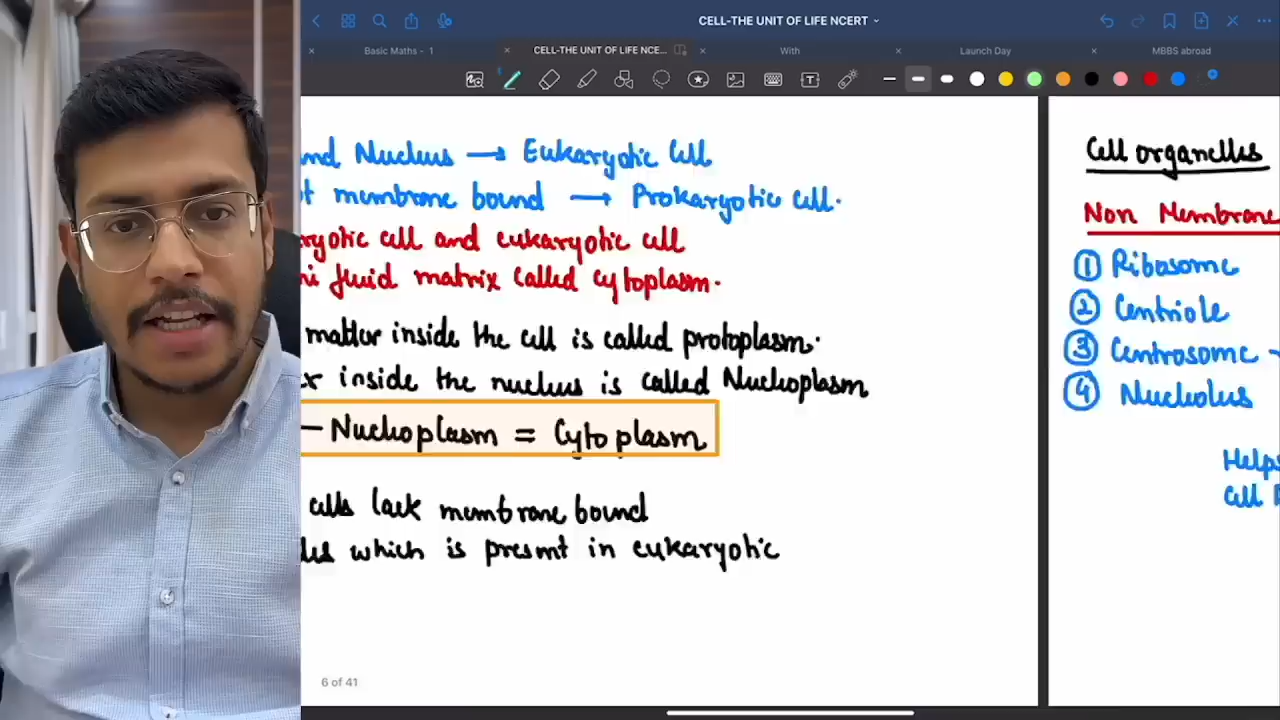 CELL-THE UNIT OF LIFE NCERT
Basic Maths - 1
CELL-THE UNIT OF LIFE NCE...
With
Launch Day
MBBS abroad
nd Nucleus → Eukaryotic Cell
t membrane bound → Prokaryotic Cell.
ryotic cell and eukaryotic cell
i fluid matrix called Cytoplasm.
matter inside the cell is called protoplasm.
r inside the nucleus is called Nucleoplasm
— Nucleoplasm = Cytoplasm
cells lack membrane bound
les which is present in eukaryotic
6 of 41
Cell organelles
Non Membrane
① Ribosome
② Centriole
③ Centrosome -
④ Nucleolus
Helps
Cell